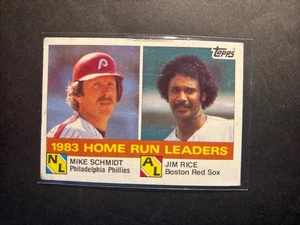 Topps
P
1983 HOME RUN LEADERS
NL MIKE SCHMIDT
Philadelphia Phillies
AL JIM RICE
Boston Red Sox